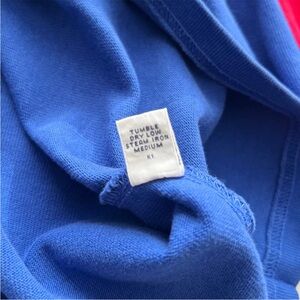 TUMBLE
DRY LOW
STEAM IRON
MEDIUM
K1